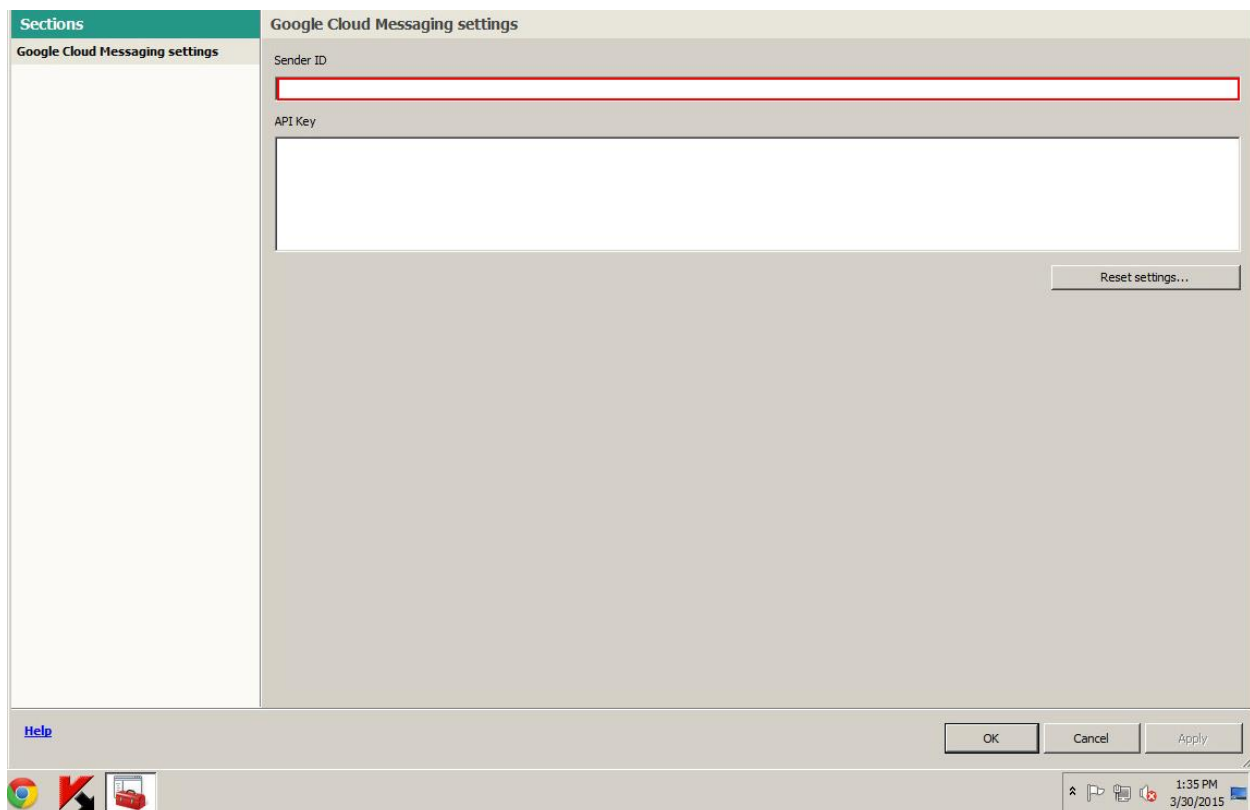 Sections
Google Cloud Messaging settings
Google Cloud Messaging settings
Sender ID
API Key
Reset settings...
Help
OK
Cancel
Apply
1:35 PM
3/30/2015